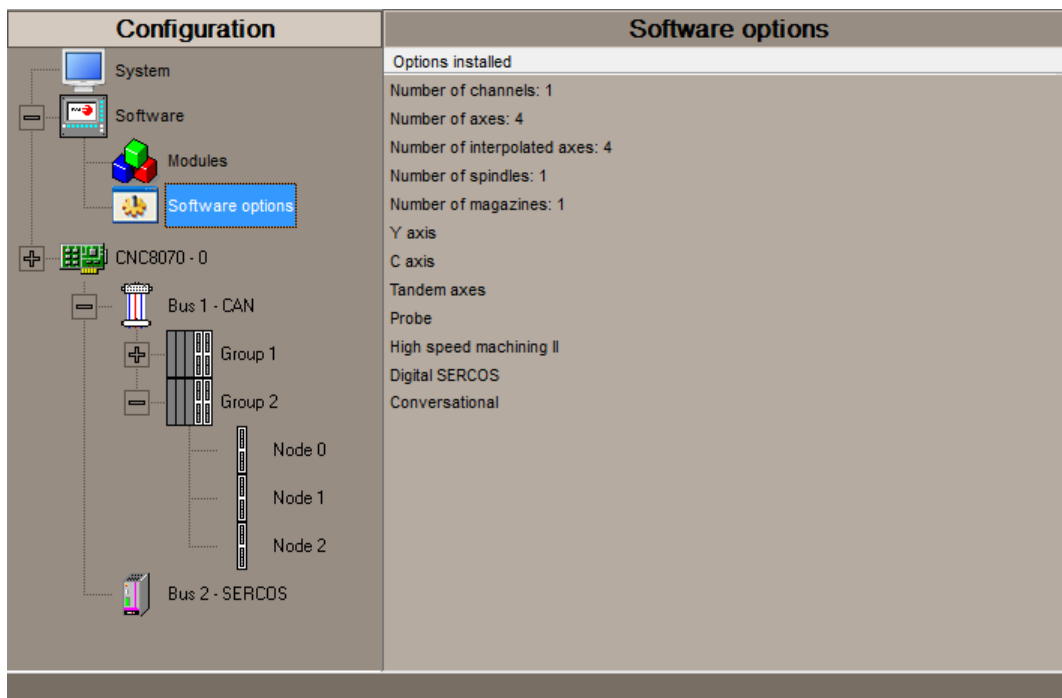 Configuration
System
Software
Modules
Software options
CNC8070 - 0
Bus 1 - CAN
Group 1
Group 2
Node 0
Node 1
Node 2
Bus 2 - SERCOS
Software options
Options installed
Number of channels: 1
Number of axes: 4
Number of interpolated axes: 4
Number of spindles: 1
Number of magazines: 1
Y axis
C axis
Tandem axes
Probe
High speed machining II
Digital SERCOS
Conversational